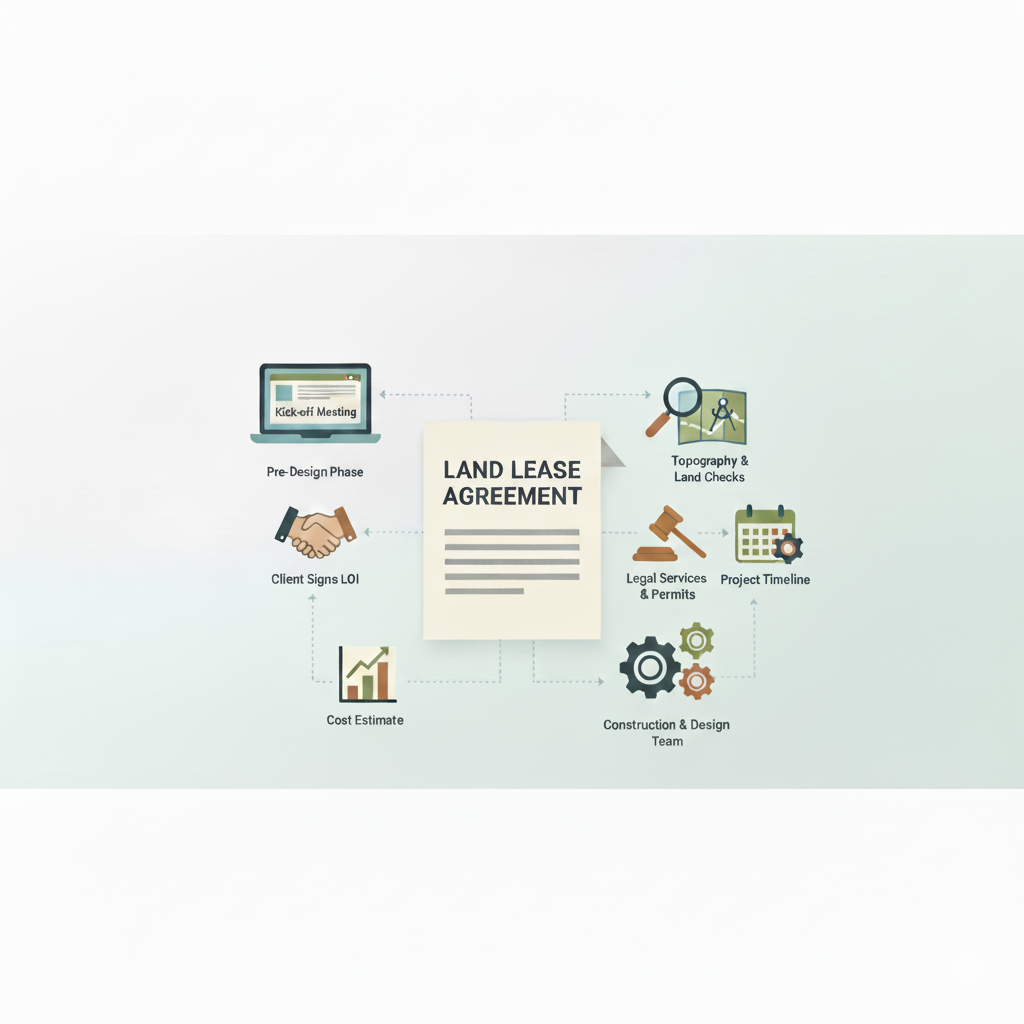 Kick-off Mesting
Pre-Design Phase
Topography &
Land Checks
LAND LEASE
AGREEMENT
Client Signs LOI
Legal Services
& Permits
Project Timeline
Cost Estimate
Construction & Design
Team